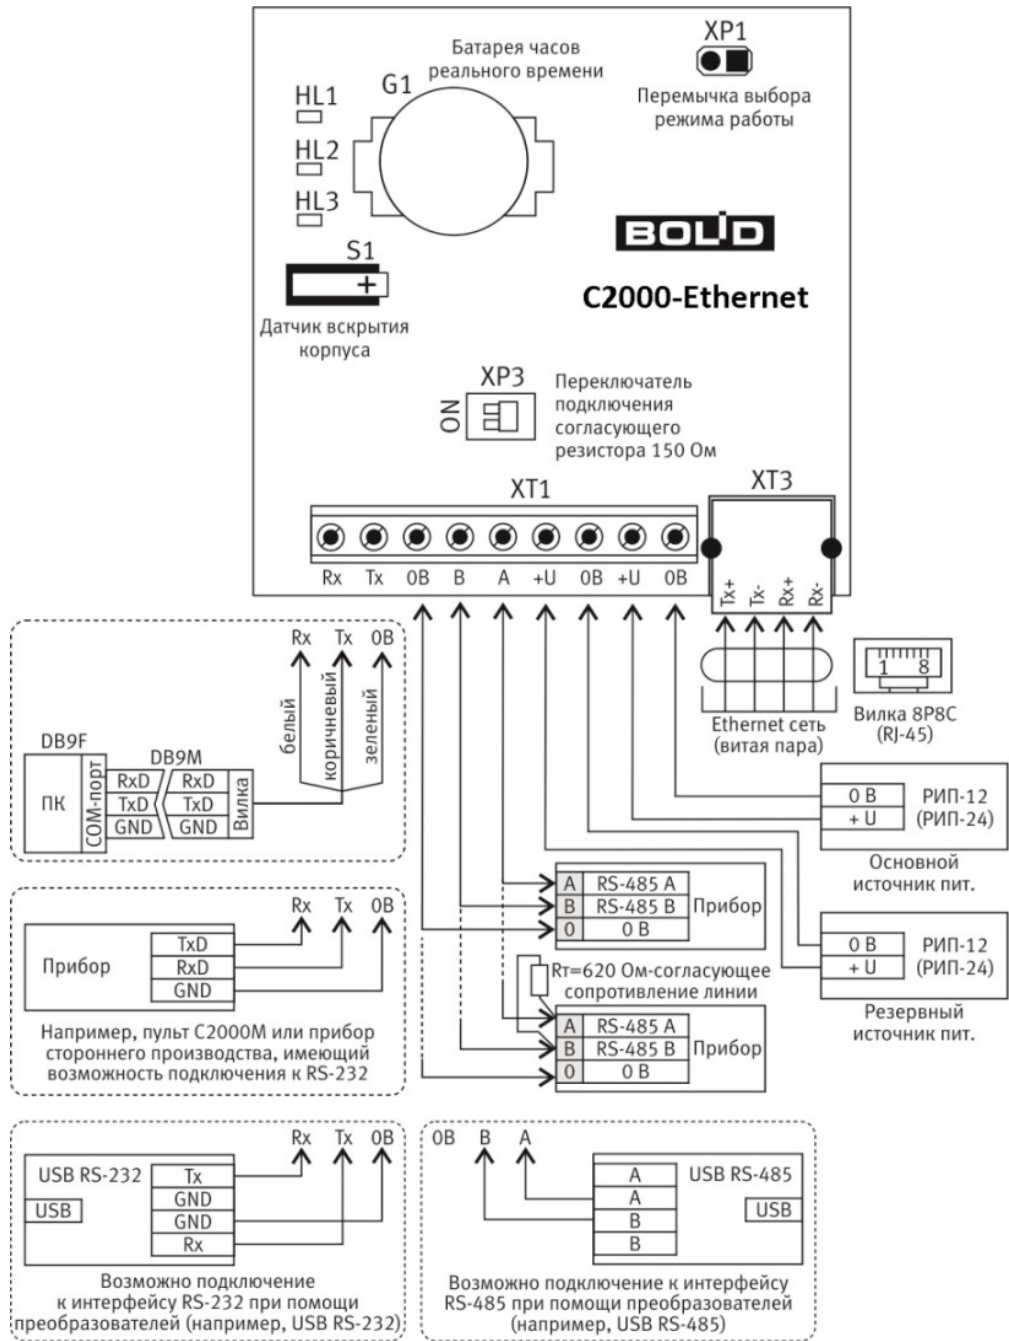 XP1
Батарея часов
реального времени
G1
Перемычка выбора
режима работы
HL1
HL2
HL3
BOLID
C2000-Ethernet
S1
+
Датчик вскрытия
корпуса
XP3
ON
Переключатель
подключения
согласующего
резистора 150 Ом
XT1
XT3
Rx Tx 0В B A +U 0В +U 0В
Tx+ Tx- Rx+ Rx-
Ethernet сеть
(витая пара)
1 8
Вилка 8P8C
(RJ-45)
Rx Tx 0В
белый
коричневый
зеленый
DB9F
DB9M
ПК
COM-порт
RxD RxD
TxD TxD
GND GND
Вилка
0 В
+ U
РИП-12
(РИП-24)
Основной
источник пит.
A RS-485 A
B RS-485 B
0 0 В
Прибор
0 В
+ U
РИП-12
(РИП-24)
Резервный
источник пит.
Rт=620 Ом-согласующее
сопротивление линии
A RS-485 A
B RS-485 B
0 0 В
Прибор
Rx Tx 0В
Прибор
TxD
RxD
GND
Например, пульт С2000М или прибор
стороннего производства, имеющий
возможность подключения к RS-232
Rx Tx 0В
USB RS-232
USB
Tx
GND
GND
Rx
Возможно подключение
к интерфейсу RS-232 при помощи
преобразователей (например, USB RS-232)
0В B A
A
A
B
B
USB RS-485
USB
Возможно подключение к интерфейсу
RS-485 при помощи преобразователей
(например, USB RS-485)